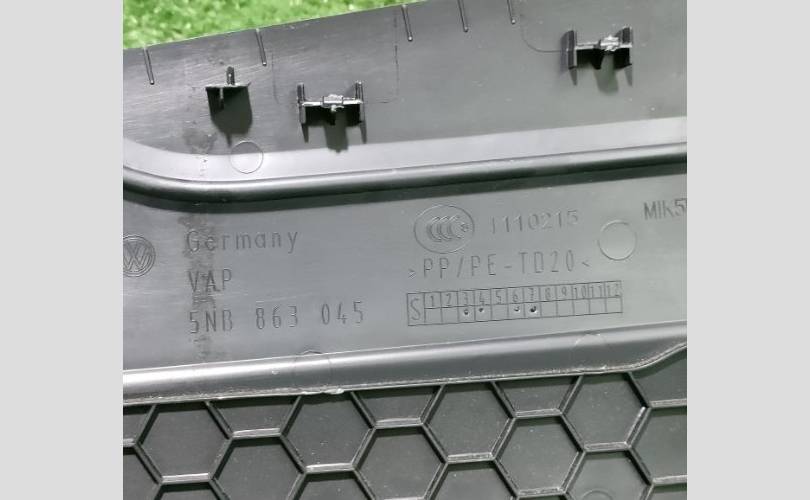 Germany
VAP
5NB 863 045
CCC S 1110215
>PP/PE-TD20<
S 1 2 3 4 5 6 7 8 9 10 11 12